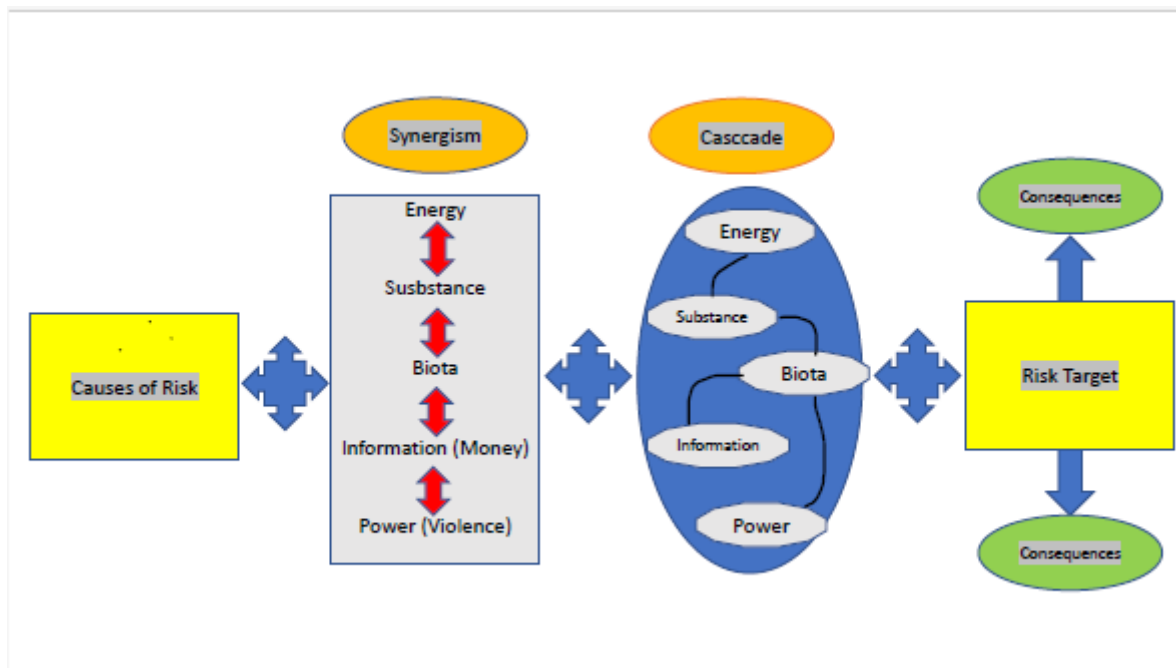 Synergism
Casccade
Consequences
Causes of Risk
Energy
Susbstance
Biota
Information (Money)
Power (Violence)
Energy
Substance
Biota
Information
Power
Risk Target
Consequences